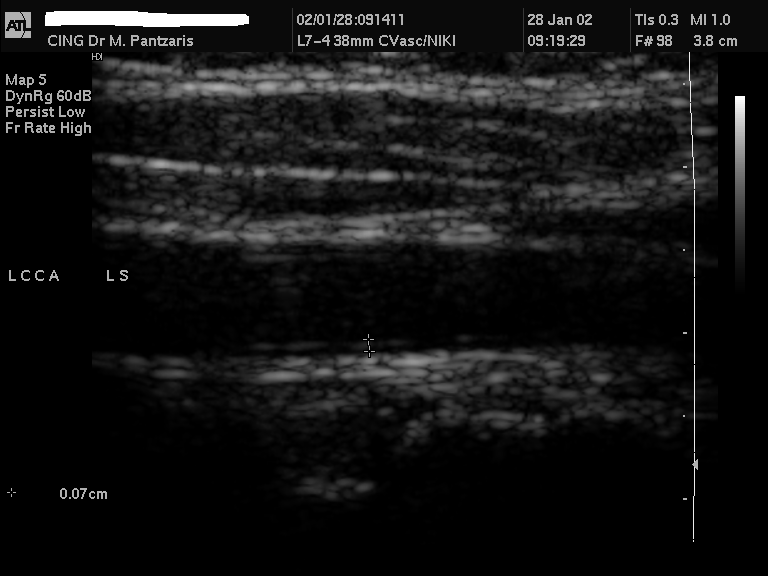 ATL
02/01/28:091411
28 Jan 02
TIs 0.3 MI 1.0
CING Dr M. Pantzaris
L7-4 38mm CVasc/NIKI
09:19:29
F# 98 3.8 cm
HDI
Map 5
DynRg 60dB
Persist Low
Fr Rate High
LCCA LS
0.07cm